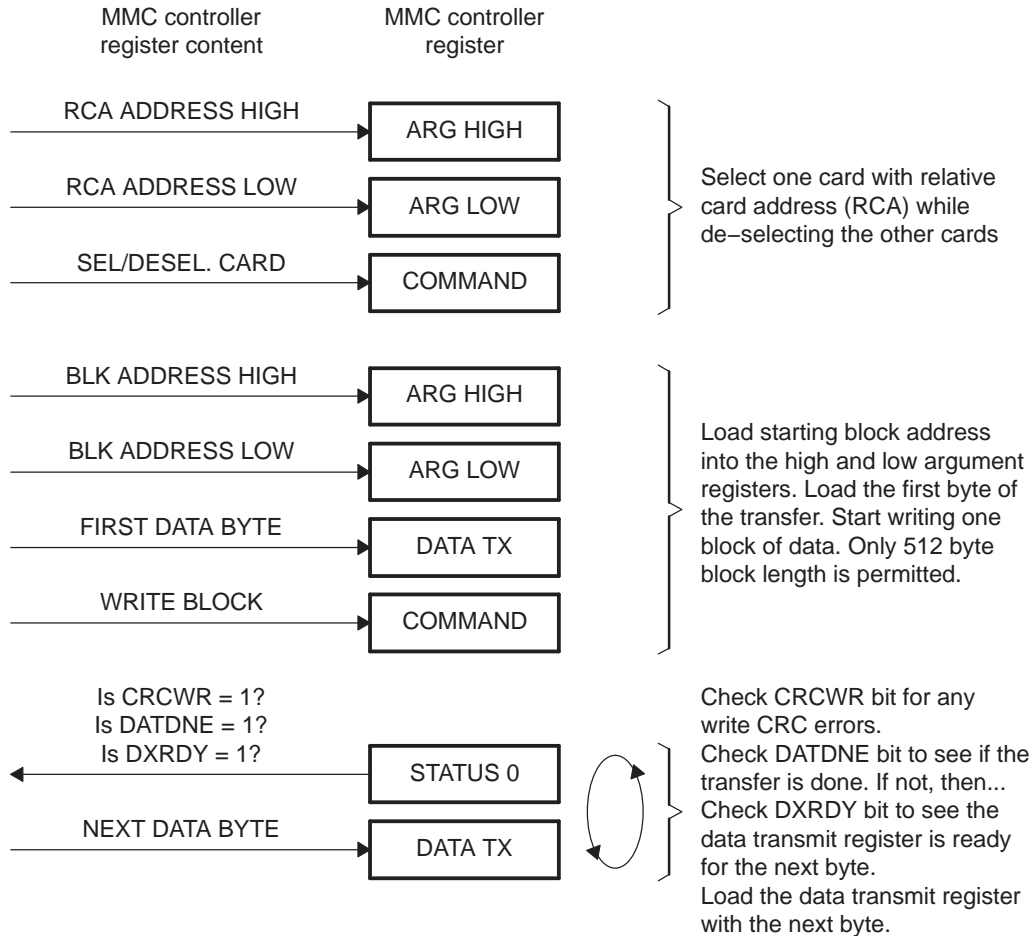 MMC controller
register content
MMC controller
register
RCA ADDRESS HIGH
ARG HIGH
RCA ADDRESS LOW
ARG LOW
SEL/DESEL. CARD
COMMAND
Select one card with relative
card address (RCA) while
de−selecting the other cards
BLK ADDRESS HIGH
ARG HIGH
BLK ADDRESS LOW
ARG LOW
FIRST DATA BYTE
DATA TX
WRITE BLOCK
COMMAND
Load starting block address
into the high and low argument
registers. Load the first byte of
the transfer. Start writing one
block of data. Only 512 byte
block length is permitted.
Is CRCWR = 1?
Is DATDNE = 1?
Is DXRDY = 1?
STATUS 0
NEXT DATA BYTE
DATA TX
Check CRCWR bit for any
write CRC errors.
Check DATDNE bit to see if the
transfer is done. If not, then...
Check DXRDY bit to see the
data transmit register is ready
for the next byte.
Load the data transmit register
with the next byte.